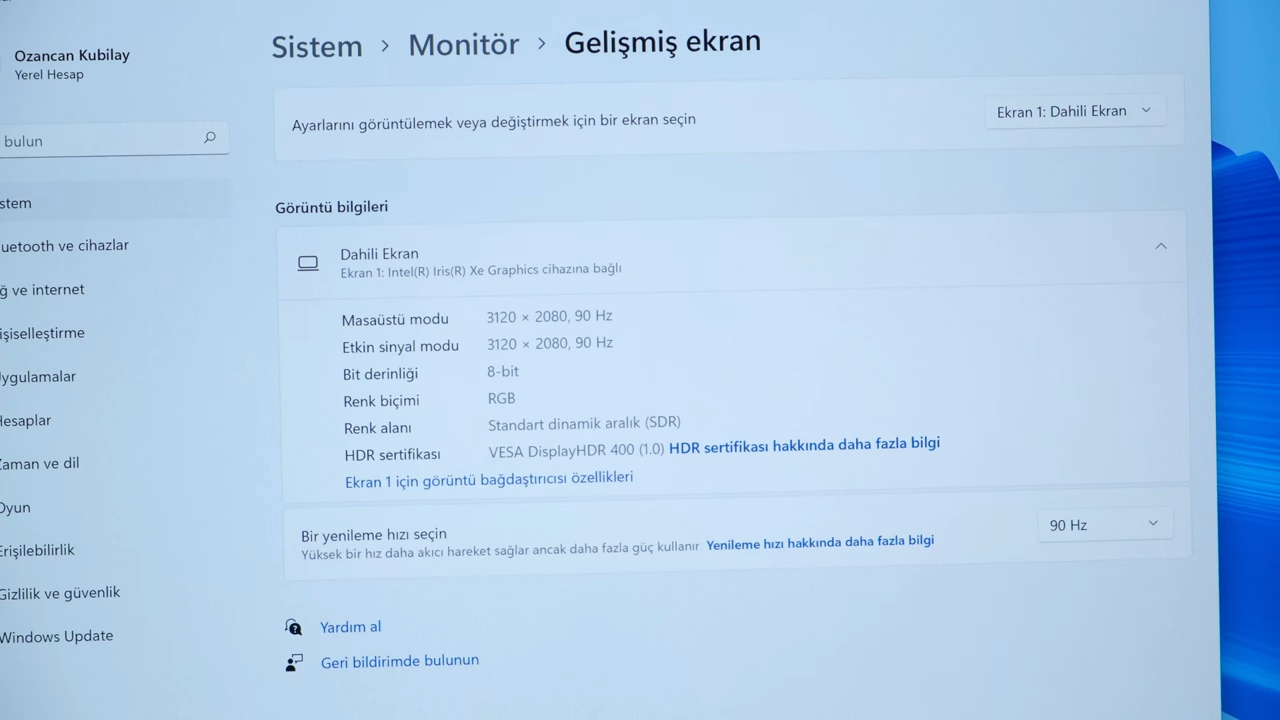 Ozancan Kubilay
Yerel Hesap
bulun
stem
uetooth ve cihazlar
ğ ve internet
işiselleştirme
ygulamalar
Hesaplar
Zaman ve dil
Oyun
Erişilebilirlik
Gizlilik ve güvenlik
Windows Update
Sistem › Monitör › Gelişmiş ekran
Ayarlarını görüntülemek veya değiştirmek için bir ekran seçin
Ekran 1: Dahili Ekran
Görüntü bilgileri
Dahili Ekran
Ekran 1: Intel(R) Iris(R) Xe Graphics cihazına bağlı
Masaüstü modu 3120 × 2080, 90 Hz
Etkin sinyal modu 3120 × 2080, 90 Hz
Bit derinliği 8-bit
Renk biçimi RGB
Renk alanı Standart dinamik aralık (SDR)
HDR sertifikası VESA DisplayHDR 400 (1.0) HDR sertifikası hakkında daha fazla bilgi
Ekran 1 için görüntü bağdaştırıcısı özellikleri
Bir yenileme hızı seçin
Yüksek bir hız daha akıcı hareket sağlar ancak daha fazla güç kullanır Yenileme hızı hakkında daha fazla bilgi
90 Hz
Yardım al
Geri bildirimde bulunun